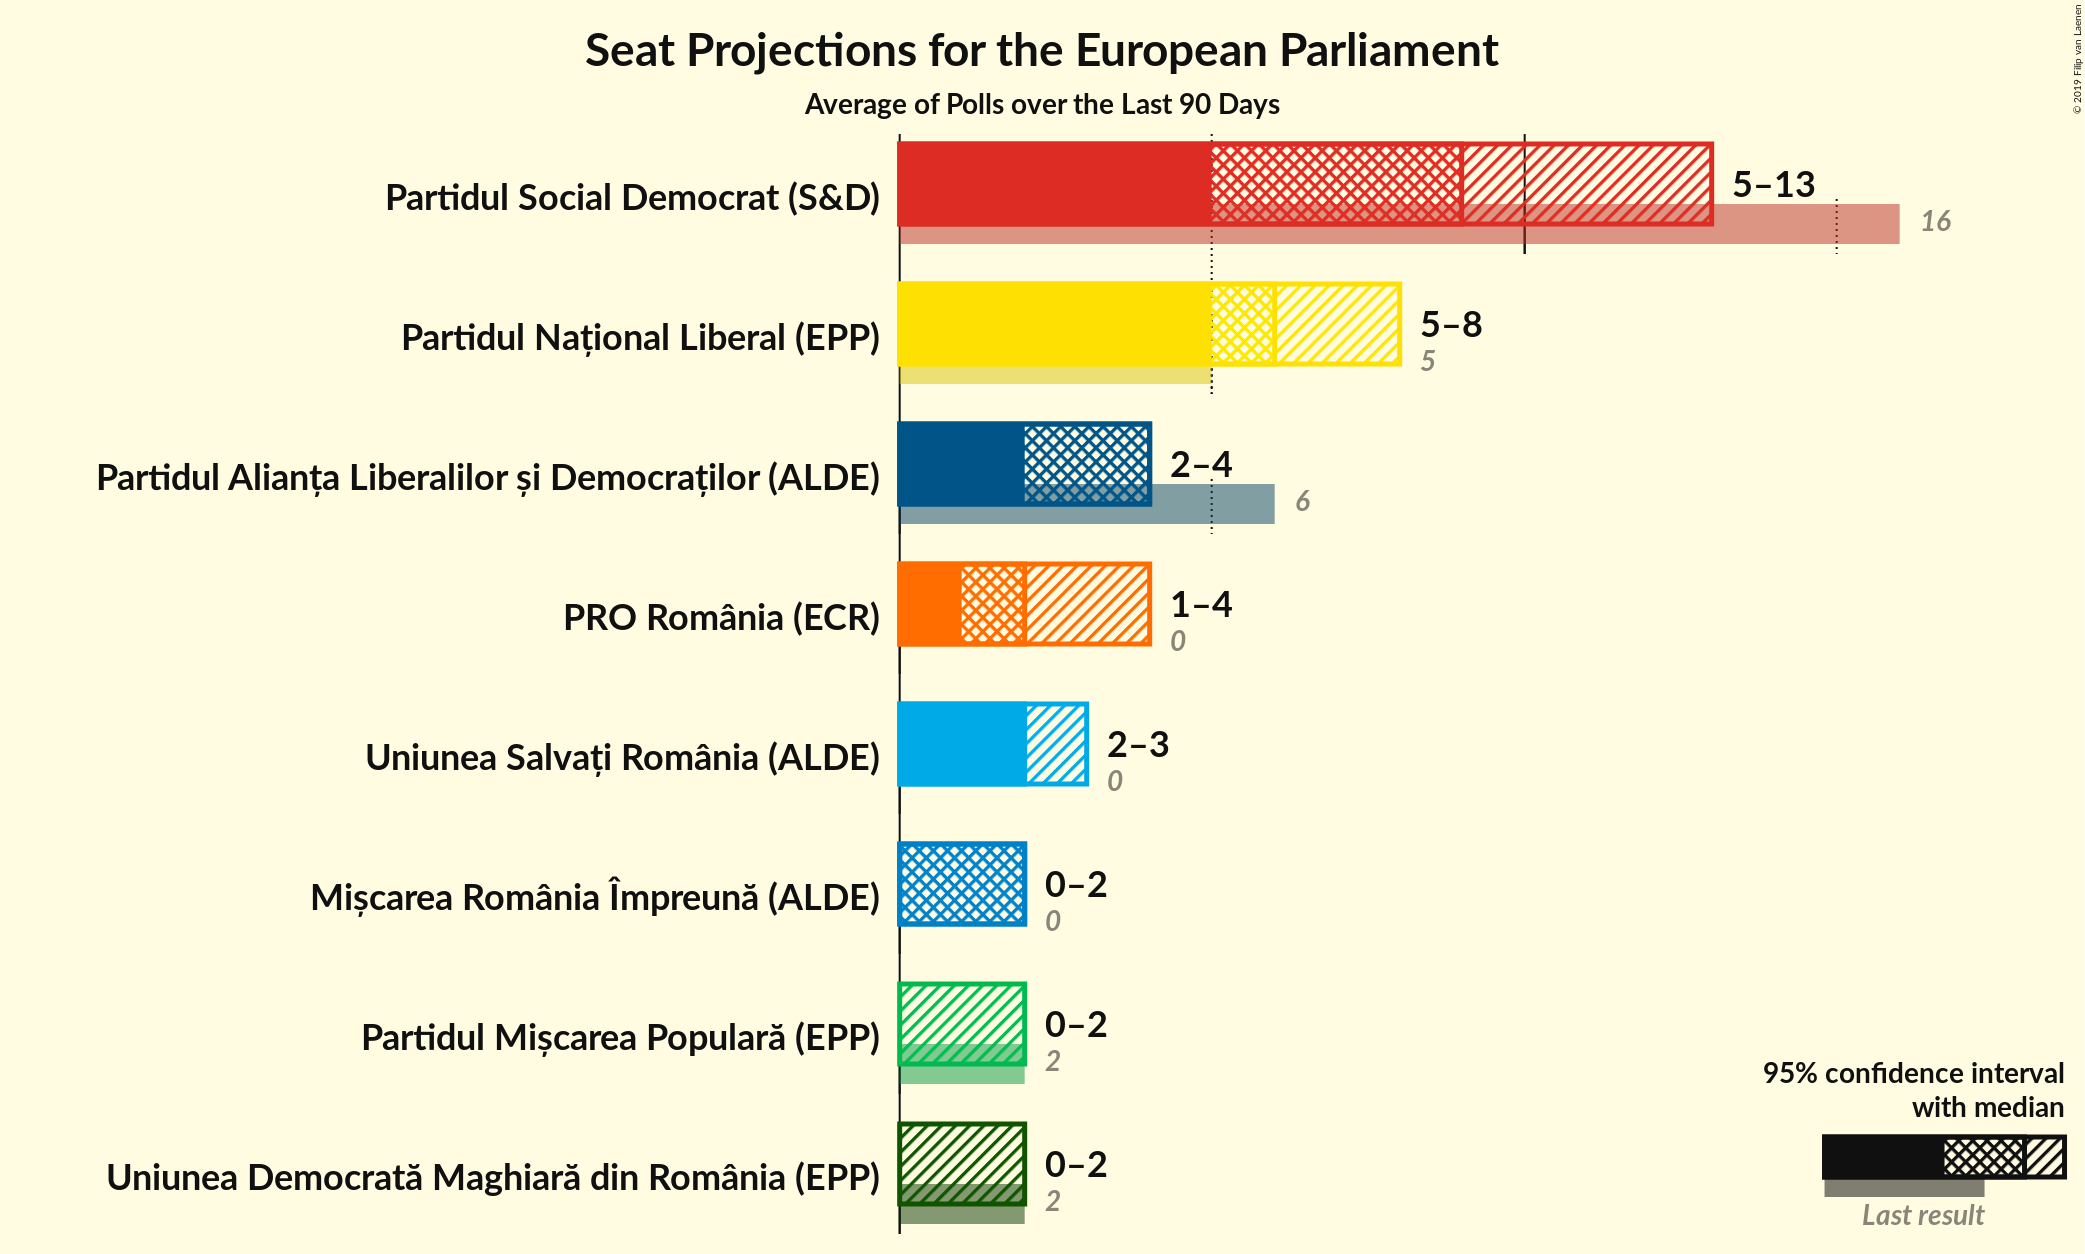 Seat Projections for the European Parliament
Average of Polls over the Last 90 Days
© 2019 Filip van Laenen
Partidul Social Democrat (S&D)
5–13
16
Partidul Național Liberal (EPP)
5–8
5
Partidul Alianța Liberalilor și Democraților (ALDE)
2–4
6
PRO România (ECR)
1–4
0
Uniunea Salvați România (ALDE)
2–3
0
Mișcarea România Împreună (ALDE)
0–2
0
Partidul Mișcarea Populară (EPP)
0–2
2
Uniunea Democrată Maghiară din România (EPP)
0–2
2
95% confidence interval
with median
Last result